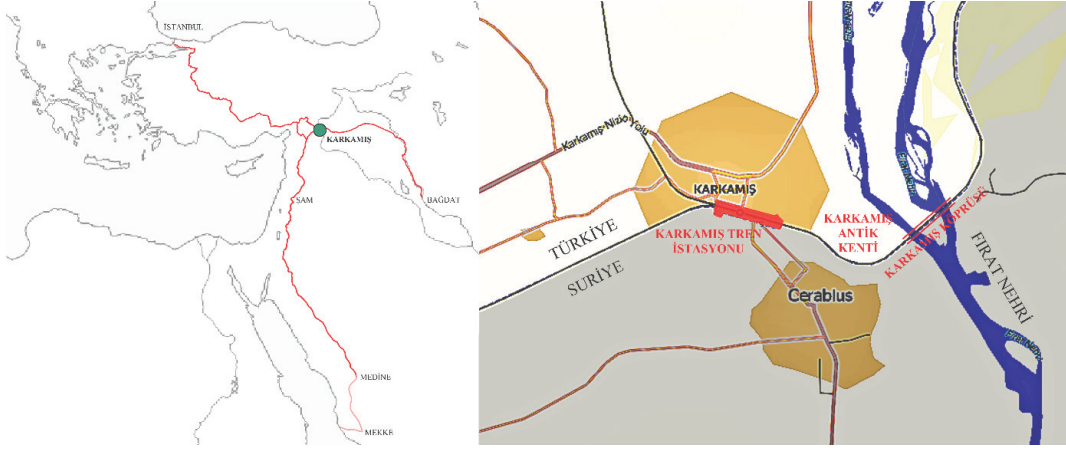 İSTANBUL
KARKAMIŞ
ŞAM
BAĞDAT
MEDİNE
MEKKE
Karkamış-Nizip Yolu
KARKAMIŞ
KARKAMIŞ TREN
İSTASYONU
TÜRKİYE
SURİYE
KARKAMIŞ
ANTİK
KENTİ
KARKAMIŞ KÖPRÜSÜ
FIRAT NEHRİ
Cerablus